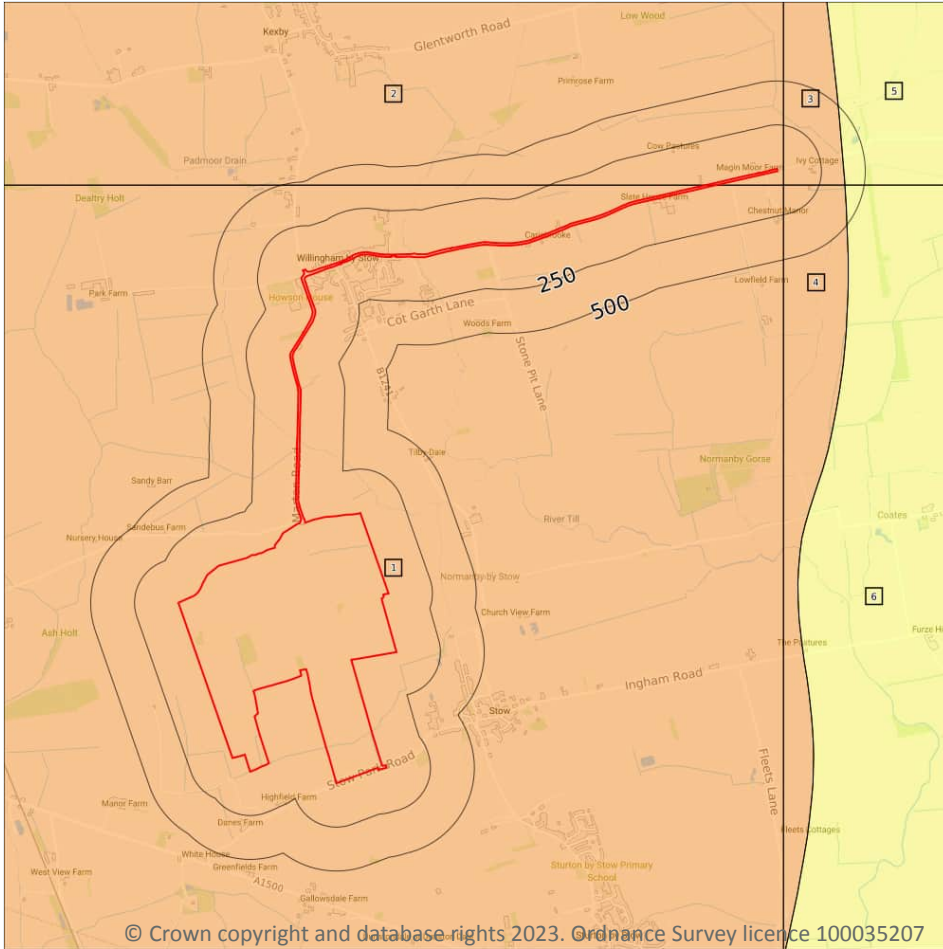 Low Wood
Kexby
Glentworth Road
Primrose Farm
2
3
5
Cow Pastures
Padmoor Drain
Magin Moor Farm
Ivy Cottage
Dealtry Holt
Slete House Farm
Chestnut Manor
Willingham by Stow
250
Lowfield Farm
4
Park Farm
Howson House
500
Cot Garth Lane
Woods Farm
Stone Pit Lane
B1241
Tilby Dale
Normanby Gorse
Sandy Barr
Marton Road
Sandebus Farm
River Till
Coates
Nursery House
1
Normanby by Stow
6
Church View Farm
Ash Holt
The Pastures
Ingham Road
Stow
Stow Park Road
Fleets Lane
Highfield Farm
Manor Farm
Danes Farm
Fleets Cottages
White House
Greenfields Farm
West View Farm
A1500
Sturton by Stow Primary
School
Gallowsdale Farm
© Crown copyright and database rights 2023. Ordnance Survey licence 100035207